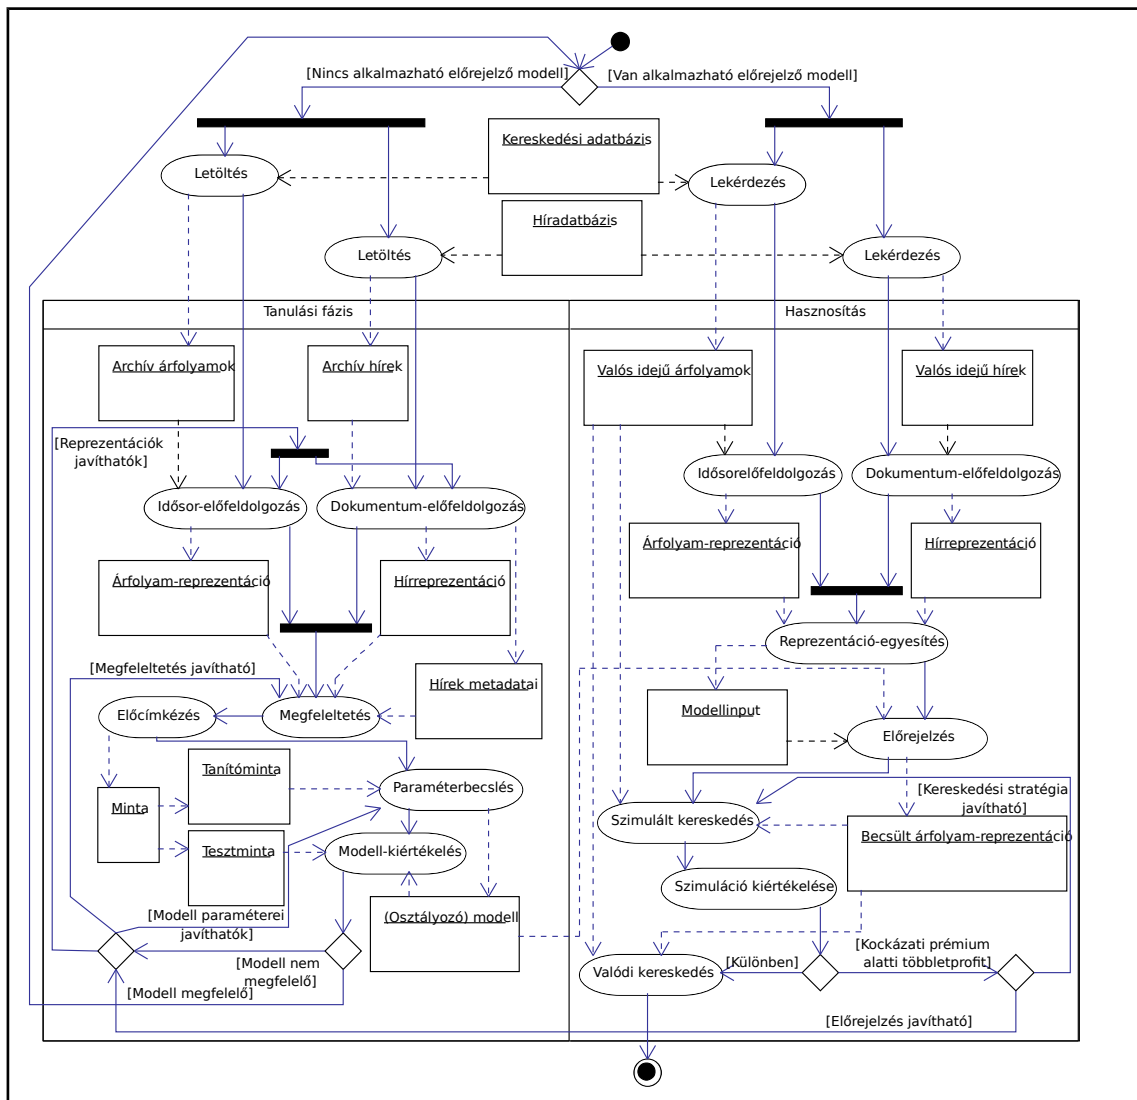 [Nincs alkalmazható előrejelző modell]
[Van alkalmazható előrejelző modell]
Kereskedési adatbázis
Letöltés
Lekérdezés
Híradatbázis
Letöltés
Lekérdezés
Tanulási fázis
Hasznosítás
Archív árfolyamok
Archív hírek
Valós idejű árfolyamok
Valós idejű hírek
[Reprezentációk
javíthatók]
Idősorelőfeldolgozás
Dokumentum-előfeldolgozás
Idősor-előfeldolgozás
Dokumentum-előfeldolgozás
Árfolyam-reprezentáció
Hírreprezentáció
Árfolyam-reprezentáció
Hírreprezentáció
Reprezentáció-egyesítés
[Megfeleltetés javítható]
Hírek metadatai
Előcímkézés
Megfeleltetés
Modellinput
Előrejelzés
Tanítóminta
Paraméterbecslés
[Kereskedési stratégia
javítható]
Minta
Szimulált kereskedés
Becsült árfolyam-reprezentáció
Tesztminta
Modell-kiértékelés
Szimuláció kiértékelése
[Modell paraméterei
javíthatók]
(Osztályozó) modell
[Modell nem
megfelelő]
[Modell megfelelő]
Valódi kereskedés
[Különben]
[Kockázati prémium
alatti többletprofit]
[Előrejelzés javítható]